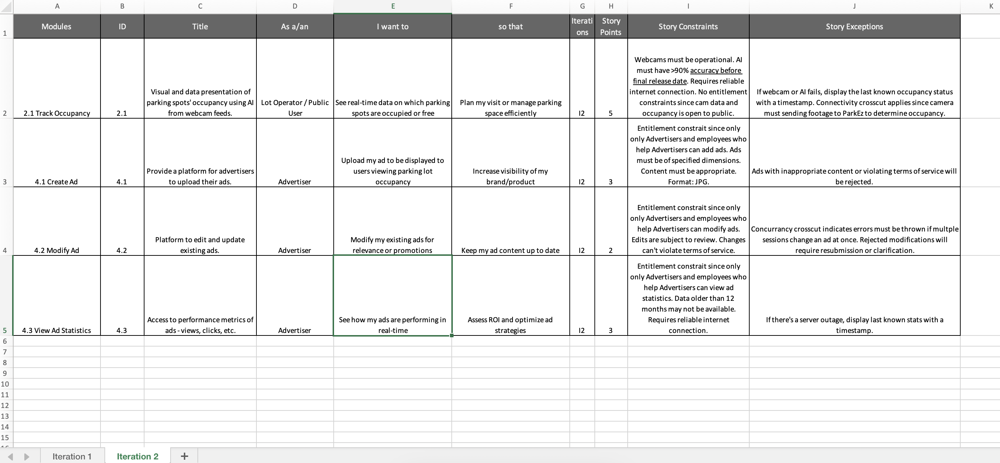 A B C D E F G H I J K
1 Modules ID Title As a/an I want to so that Iterati Story Story Constraints Story Exceptions
ons Points
Webcams must be operational. AI
must have >90% accuracy before
final release date. Requires reliable
Visual and data presentation of internet connection. No entitlement If webcam or AI fails, display the last known occupancy status
parking spots' occupancy using AI Lot Operator / Public See real-time data on which parking Plan my visit or manage parking constraints since cam data and with a timestamp. Connectivity crosscut applies since camera
2 2.1 Track Occupancy 2.1 from webcam feeds. User spots are occupied or free space efficiently I2 5 occupancy is open to public. must sending footage to ParkEz to determine occupancy.
Entitlement constrait since only
only Advertisers and employees who
help Advertisers can add ads. Ads
Upload my ad to be displayed to must be of specified dimensions.
Provide a platform for advertisers users viewing parking lot Increase visibility of my Content must be appropriate. Ads with inappropriate content or violating terms of service will
3 4.1 Create Ad 4.1 to upload their ads. Advertiser occupancy brand/product I2 3 Format: JPG. be rejected.
Entitlement constrait since only
only Advertisers and employees who
help Advertisers can modify ads. Concurrancy crosscut indicates errors must be thrown if multple
Platform to edit and update Modify my existing ads for Edits are subject to review. Changes sessions change an ad at once. Rejected modifications will
4 4.2 Modify Ad 4.2 existing ads. Advertiser relevance or promotions Keep my ad content up to date I2 2 can't violate terms of service. require resubmission or clarification.
Entitlement constrait since only
only Advertisers and employees who
help Advertisers can view ad
statistics. Data older than 12
months may not be available.
Access to performance metrics of See how my ads are performing in Assess ROI and optimize ad Requires reliable internet If there's a server outage, display last known stats with a
5 4.3 View Ad Statistics 4.3 ads - views, clicks, etc. Advertiser real-time strategies I2 3 connection. timestamp.
6
7
8
9
10
11
12
13
14
15
Iteration 1 Iteration 2 +